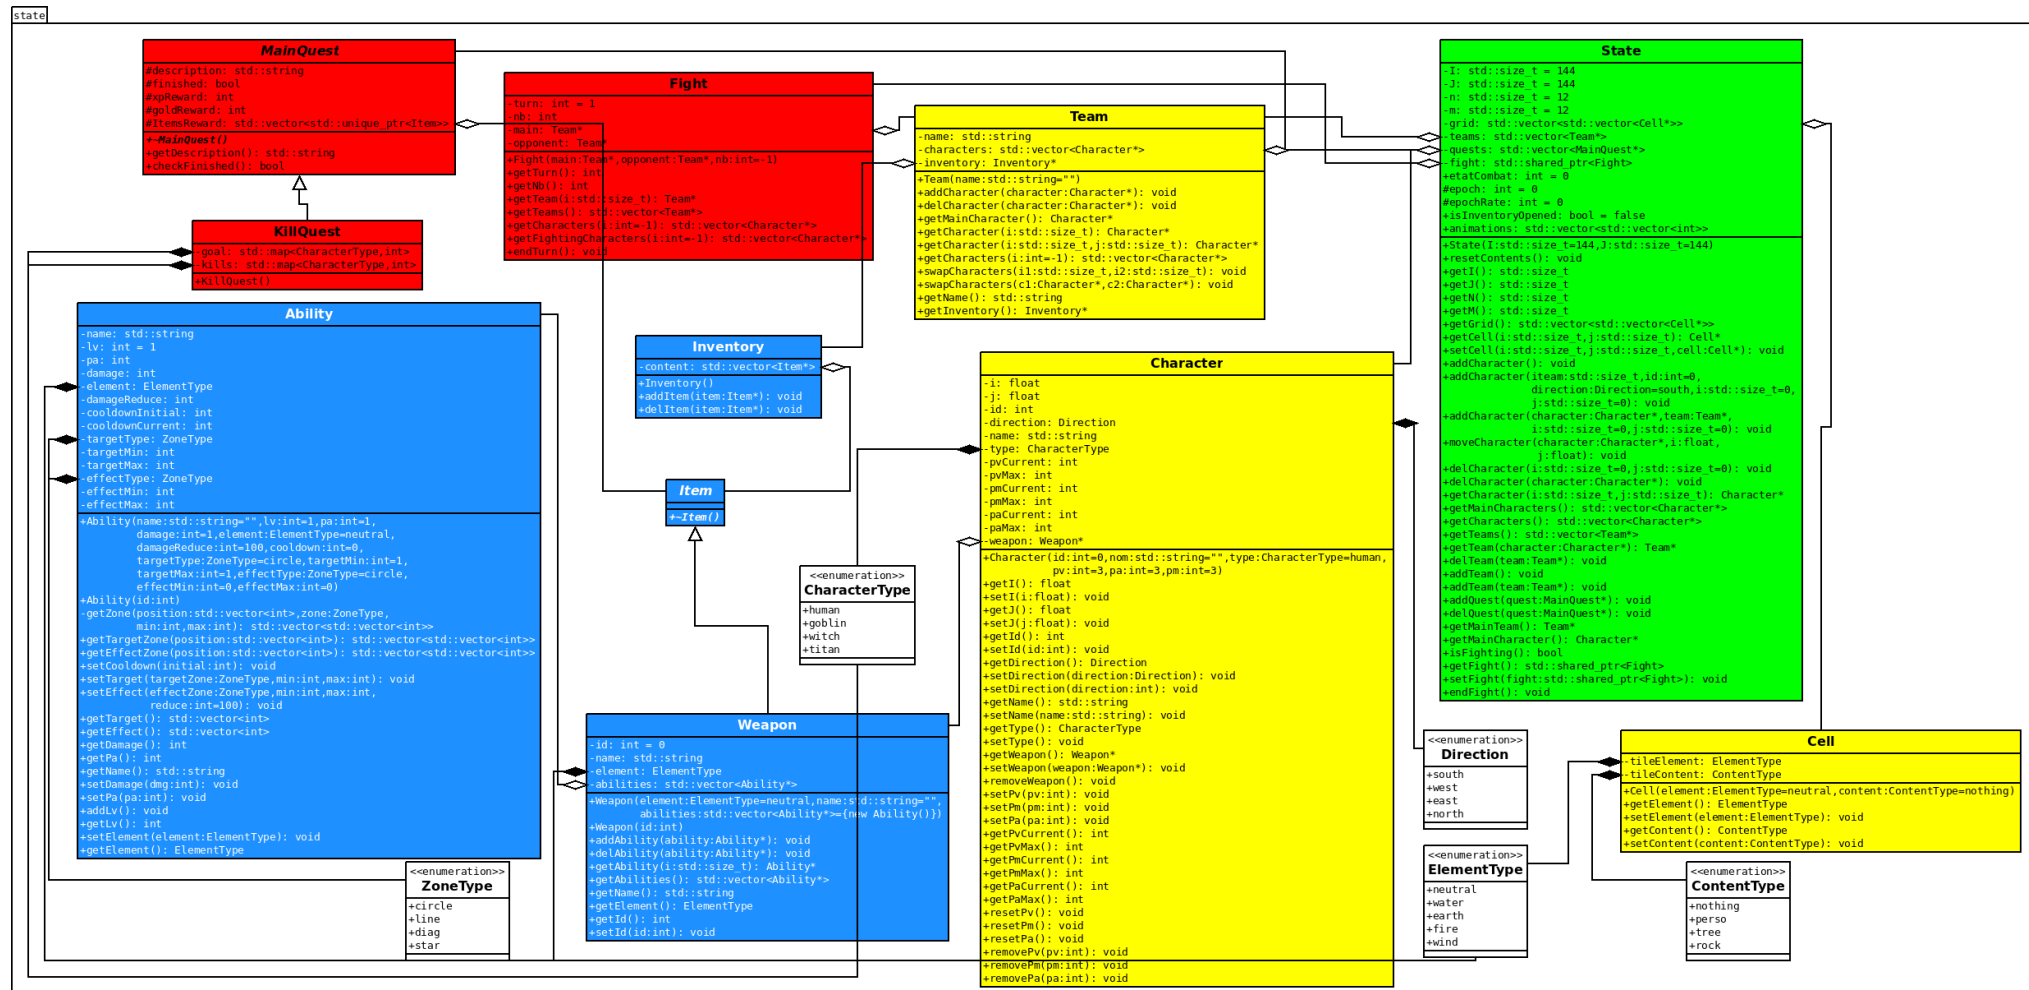 state
MainQuest
#description: std::string
#finished: bool
#xpReward: int
#goldReward: int
#ItemsReward: std::vector<std::unique_ptr<Item>>
+~MainQuest()
+getDescription(): std::string
+checkFinished(): bool
Fight
-turn: int = 1
-nb: int
-main: Team*
-opponent: Team*
+Fight(main:Team*,opponent:Team*,nb:int=-1)
+getTurn(): int
+getNb(): int
+getTeam(i:std::size_t): Team*
+getTeams(): std::vector<Team*>
+getCharacters(i:int=-1): std::vector<Character*>
+getFightingCharacters(i:int=-1): std::vector<Character*>
+endTurn(): void
Team
-name: std::string
-characters: std::vector<Character*>
-inventory: Inventory*
+Team(name:std::string="")
+addCharacter(character:Character*): void
+delCharacter(character:Character*): void
+getMainCharacter(): Character*
+getCharacter(i:std::size_t): Character*
+getCharacter(i:std::size_t,j:std::size_t): Character*
+getCharacters(i:int=-1): std::vector<Character*>
+swapCharacters(i1:std::size_t,i2:std::size_t): void
+swapCharacters(c1:Character*,c2:Character*): void
+getName(): std::string
+getInventory(): Inventory*
State
-I: std::size_t = 144
-J: std::size_t = 144
-n: std::size_t = 12
-m: std::size_t = 12
-grid: std::vector<std::vector<Cell*>>
-teams: std::vector<Team*>
-quests: std::vector<MainQuest*>
-fight: std::shared_ptr<Fight>
+etatCombat: int = 0
#epoch: int = 0
#epochRate: int = 0
+isInventoryOpened: bool = false
+animations: std::vector<std::vector<int>>
+State(I:std::size_t=144,J:std::size_t=144)
+resetContents(): void
+getI(): std::size_t
+getJ(): std::size_t
+getN(): std::size_t
+getM(): std::size_t
+getGrid(): std::vector<std::vector<Cell*>>
+getCell(i:std::size_t,j:std::size_t): Cell*
+setCell(i:std::size_t,j:std::size_t,cell:Cell*): void
+addCharacter(): void
+addCharacter(iteam:std::size_t,id:int=0,
direction:Direction=south,i:std::size_t=0,
j:std::size_t=0): void
+addCharacter(character:Character*,team:Team*,
i:std::size_t=0,j:std::size_t=0): void
+moveCharacter(character:Character*,i:float,
j:float): void
+delCharacter(i:std::size_t=0,j:std::size_t=0): void
+delCharacter(character:Character*): void
+getCharacter(i:std::size_t,j:std::size_t): Character*
+getMainCharacters(): std::vector<Character*>
+getCharacters(): std::vector<Character*>
+getTeams(): std::vector<Team*>
+getTeam(character:Character*): Team*
+delTeam(team:Team*): void
+addTeam(): void
+addTeam(team:Team*): void
+addQuest(quest:MainQuest*): void
+delQuest(quest:MainQuest*): void
+getMainTeam(): Team*
+getMainCharacter(): Character*
+isFighting(): bool
+getFight(): std::shared_ptr<Fight>
+setFight(fight:std::shared_ptr<Fight>): void
+endFight(): void
KillQuest
-goal: std::map<CharacterType,int>
-kills: std::map<CharacterType,int>
+KillQuest()
Ability
-name: std::string
-lv: int = 1
-pa: int
-damage: int
-element: ElementType
-damageReduce: int
-cooldownInitial: int
-cooldownCurrent: int
-targetType: ZoneType
-targetMin: int
-targetMax: int
-effectType: ZoneType
-effectMin: int
-effectMax: int
+Ability(name:std::string="",lv:int=1,pa:int=1,
damage:int=1,element:ElementType=neutral,
damageReduce:int=100,cooldown:int=0,
targetType:ZoneType=circle,targetMin:int=1,
targetMax:int=1,effectType:ZoneType=circle,
effectMin:int=0,effectMax:int=0)
+Ability(id:int)
-getZone(position:std::vector<int>,zone:ZoneType,
min:int,max:int): std::vector<std::vector<int>>
+getTargetZone(position:std::vector<int>): std::vector<std::vector<int>>
+getEffectZone(position:std::vector<int>): std::vector<std::vector<int>>
+setCooldown(initial:int): void
+setTarget(targetZone:ZoneType,min:int,max:int): void
+setEffect(effectZone:ZoneType,min:int,max:int,
reduce:int=100): void
+getTarget(): std::vector<int>
+getEffect(): std::vector<int>
+getDamage(): int
+getPa(): int
+getName(): std::string
+setDamage(dmg:int): void
+setPa(pa:int): void
+addLv(): void
+getLv(): int
+setElement(element:ElementType): void
+getElement(): ElementType
Inventory
-content: std::vector<Item*>
+Inventory()
+addItem(item:Item*): void
+delItem(item:Item*): void
Item
+~Item()
Character
-i: float
-j: float
-id: int
-direction: Direction
-name: std::string
-type: CharacterType
-pvCurrent: int
-pvMax: int
-pmCurrent: int
-pmMax: int
-paCurrent: int
-paMax: int
-weapon: Weapon*
+Character(id:int=0,nom:std::string="",type:CharacterType=human,
pv:int=3,pa:int=3,pm:int=3)
+getI(): float
+setI(i:float): void
+getJ(): float
+setJ(j:float): void
+getId(): int
+setId(id:int): void
+getDirection(): Direction
+setDirection(direction:Direction): void
+setDirection(direction:int): void
+getName(): std::string
+setName(name:std::string): void
+getType(): CharacterType
+setType(): void
+getWeapon(): Weapon*
+setWeapon(weapon:Weapon*): void
+removeWeapon(): void
+setPv(pv:int): void
+setPm(pm:int): void
+setPa(pa:int): void
+getPvCurrent(): int
+getPvMax(): int
+getPmCurrent(): int
+getPmMax(): int
+getPaCurrent(): int
+getPaMax(): int
+resetPv(): void
+resetPm(): void
+resetPa(): void
+removePv(pv:int): void
+removePm(pm:int): void
+removePa(pa:int): void
<<enumeration>>
CharacterType
+human
+goblin
+witch
+titan
Weapon
-id: int = 0
-name: std::string
-element: ElementType
-abilities: std::vector<Ability*>
+Weapon(element:ElementType=neutral,name:std::string="",
abilities:std::vector<Ability*>={new Ability()})
+Weapon(id:int)
+addAbility(ability:Ability*): void
+delAbility(ability:Ability*): void
+getAbility(i:std::size_t): Ability*
+getAbilities(): std::vector<Ability*>
+getName(): std::string
+getElement(): ElementType
+getId(): int
+setId(id:int): void
<<enumeration>>
Direction
+south
+west
+east
+north
Cell
-tileElement: ElementType
-tileContent: ContentType
+Cell(element:ElementType=neutral,content:ContentType=nothing)
+getElement(): ElementType
+setElement(element:ElementType): void
+getContent(): ContentType
+setContent(content:ContentType): void
<<enumeration>>
ZoneType
+circle
+line
+diag
+star
<<enumeration>>
ElementType
+neutral
+water
+earth
+fire
+wind
<<enumeration>>
ContentType
+nothing
+perso
+tree
+rock